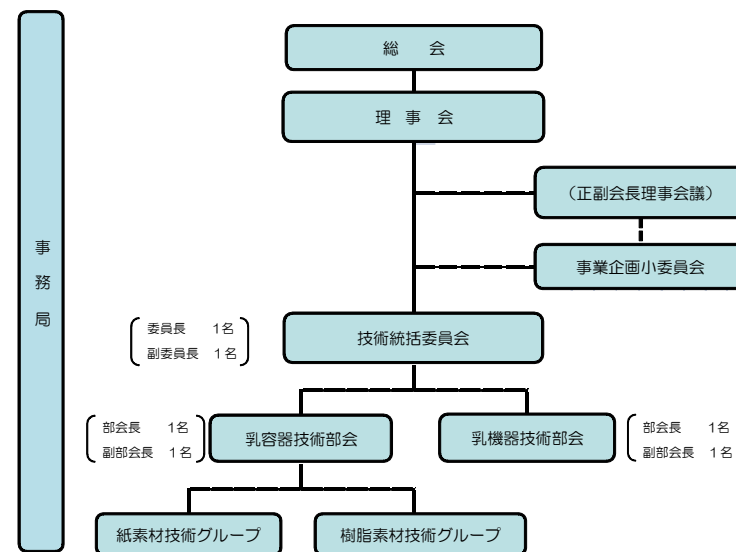 総　会
理　事　会
（正副会長理事会議）
事業企画小委員会
事
務
局
委員長　1名
副委員長　1名
技術統括委員会
部会長　1名
副部会長　1名
乳容器技術部会
乳機器技術部会
部会長　1名
副部会長　1名
紙素材技術グループ
樹脂素材技術グループ